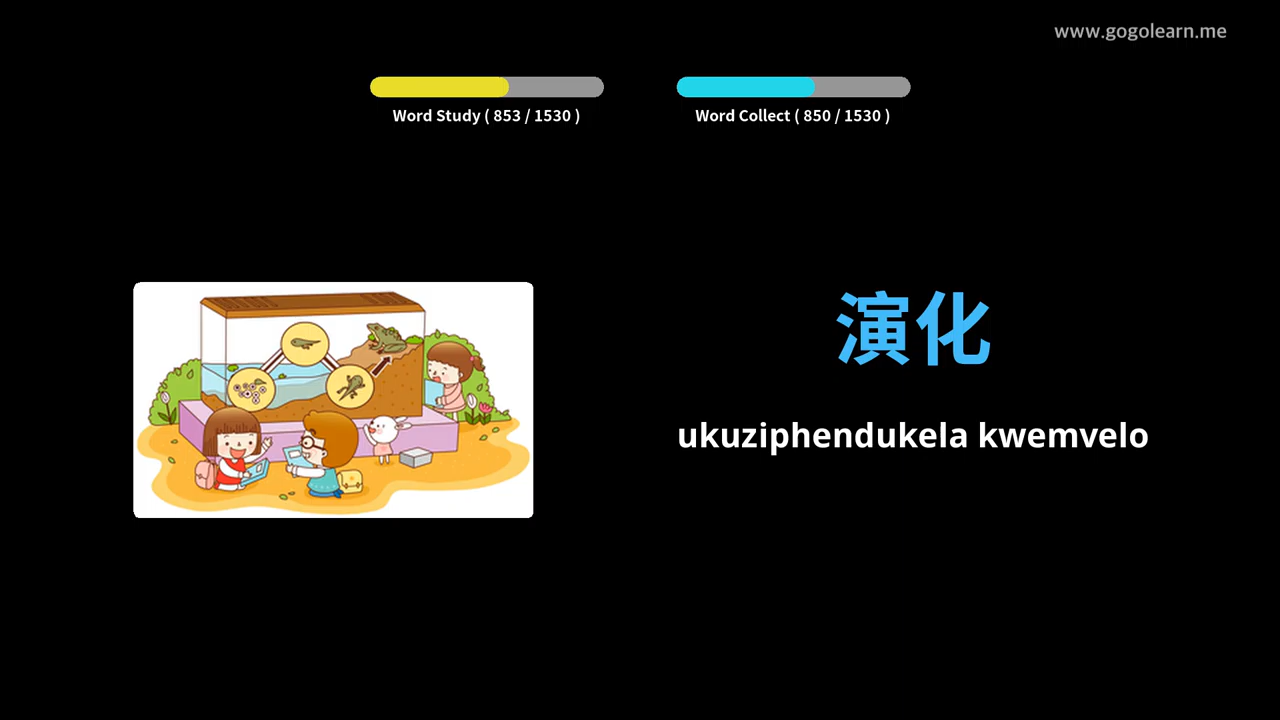 www.gogolearn.me
Word Study ( 853 / 1530 )
Word Collect ( 850 / 1530 )
演化
ukuziphendukela kwemvelo